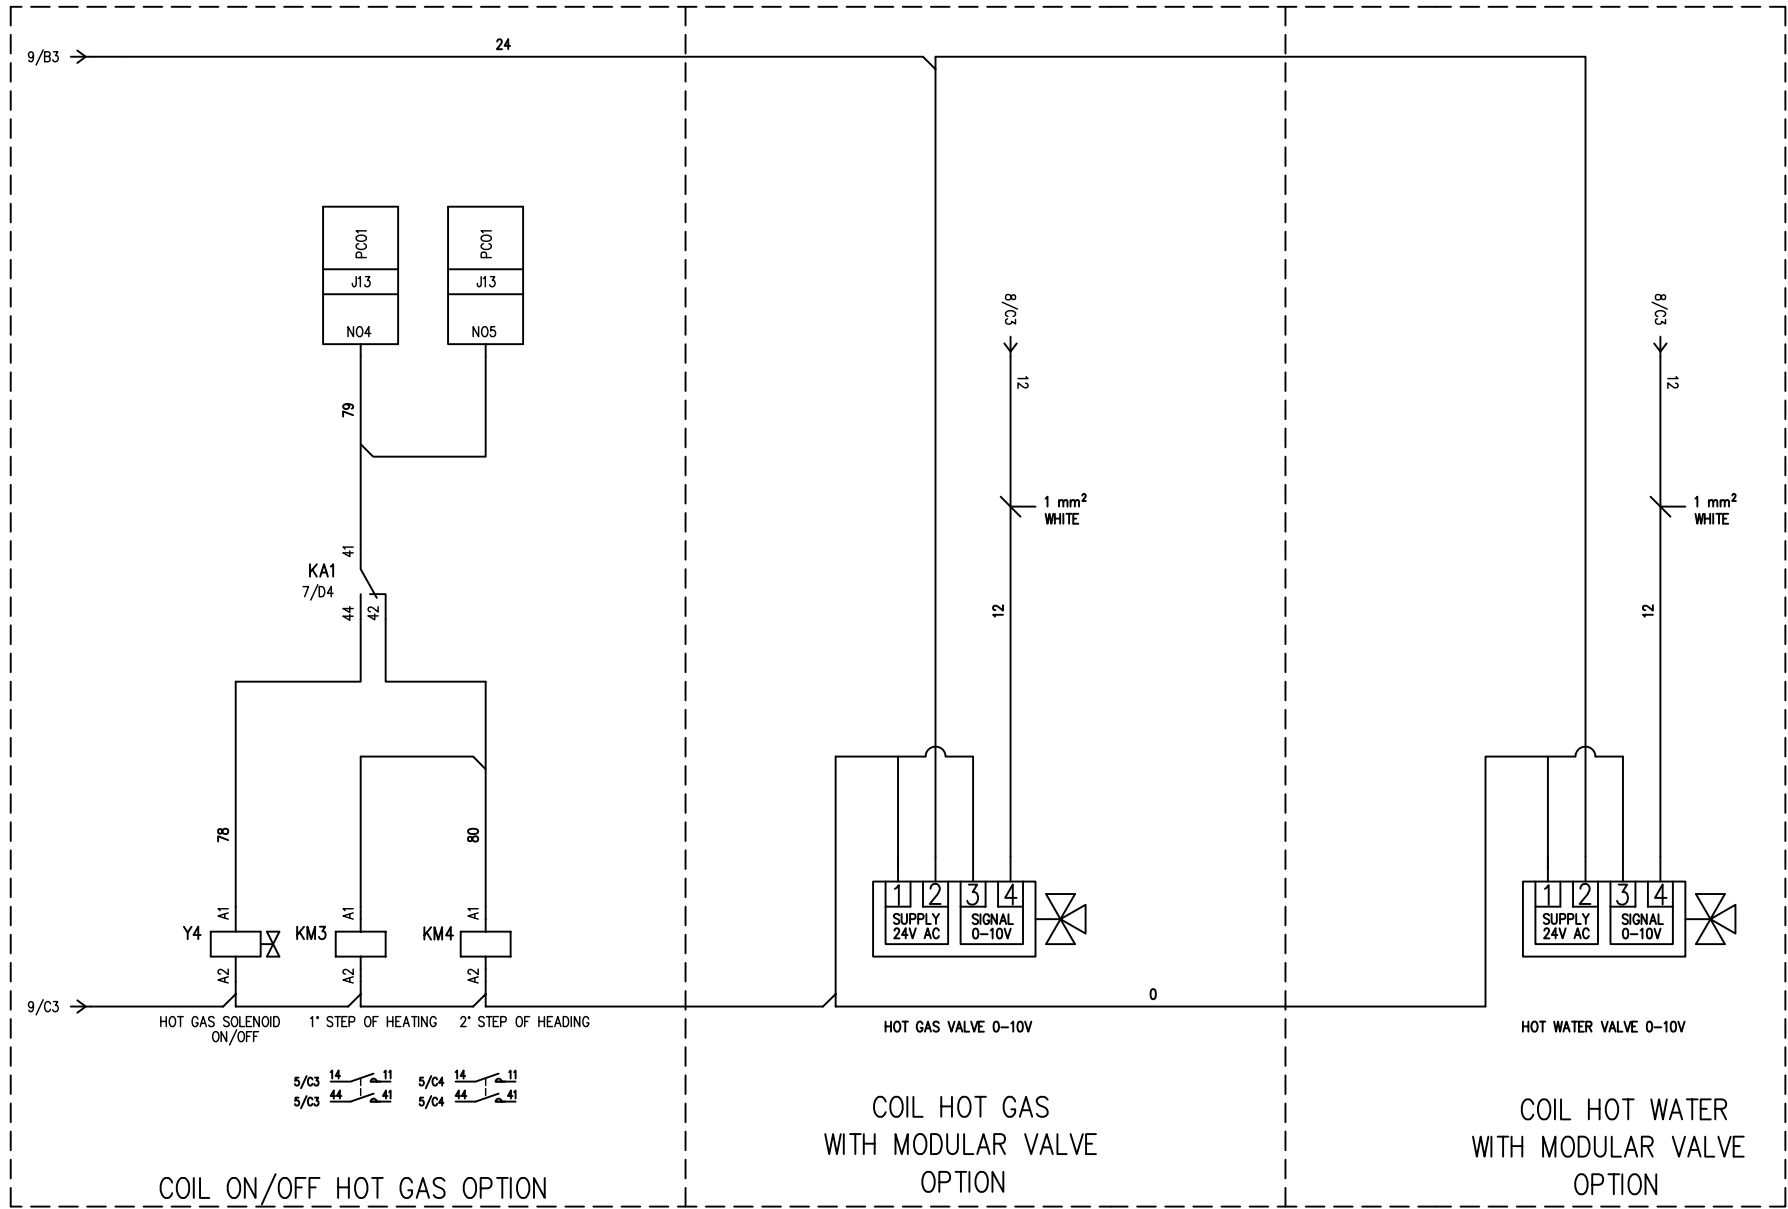 9/B3
24
PCO1
J13
NO4
PCO1
J13
NO5
79
41
KA1
7/D4
44
42
78
80
A1
A1
A1
Y4
KM3
KM4
A2
A2
A2
9/C3
HOT GAS SOLENOID
ON/OFF
1° STEP OF HEATING
2° STEP OF HEADING
5/C3 14 11
5/C3 44 41
5/C4 14 11
5/C4 44 41
COIL ON/OFF HOT GAS OPTION
8/C3
12
1 mm²
WHITE
12
1 2 3 4
SUPPLY
24V AC
SIGNAL
0-10V
0
HOT GAS VALVE 0-10V
COIL HOT GAS
WITH MODULAR VALVE
OPTION
8/C3
12
1 mm²
WHITE
12
1 2 3 4
SUPPLY
24V AC
SIGNAL
0-10V
HOT WATER VALVE 0-10V
COIL HOT WATER
WITH MODULAR VALVE
OPTION